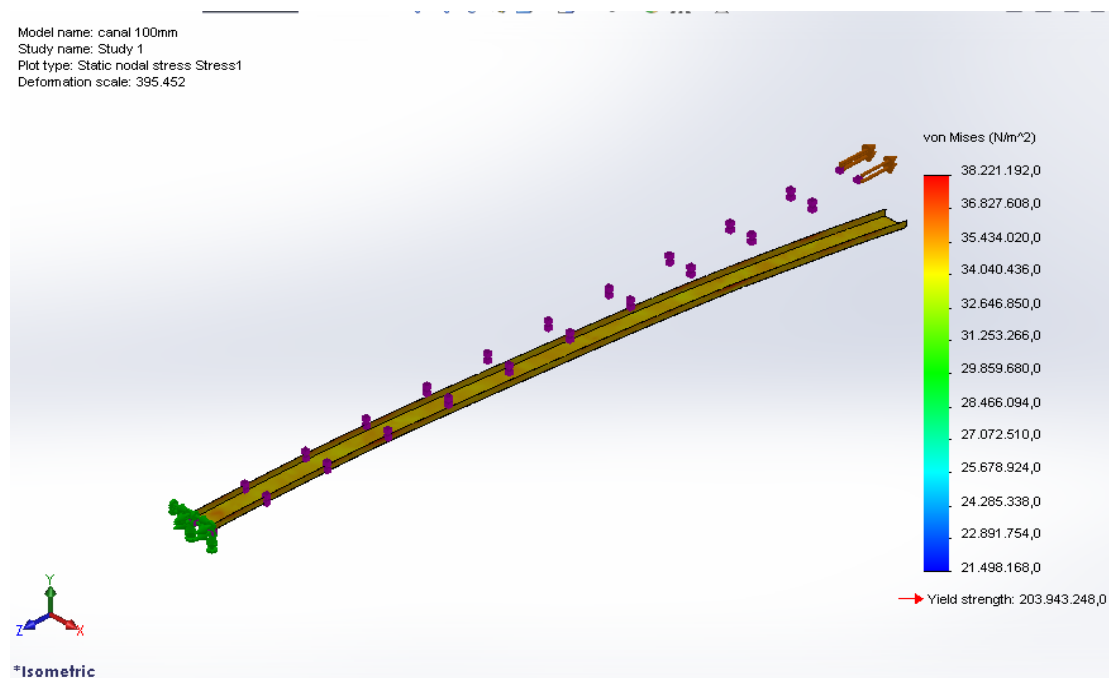 Model name: canal 100mm
Study name: Study 1
Plot type: Static nodal stress Stress1
Deformation scale: 395.452
von Mises (N/m^2)
38.221.192,0
36.827.608,0
35.434.020,0
34.040.436,0
32.646.850,0
31.253.266,0
29.859.680,0
28.466.094,0
27.072.510,0
25.678.924,0
24.285.338,0
22.891.754,0
21.498.168,0
Yield strength: 203.943.248,0
Y
Z
X
*Isometric